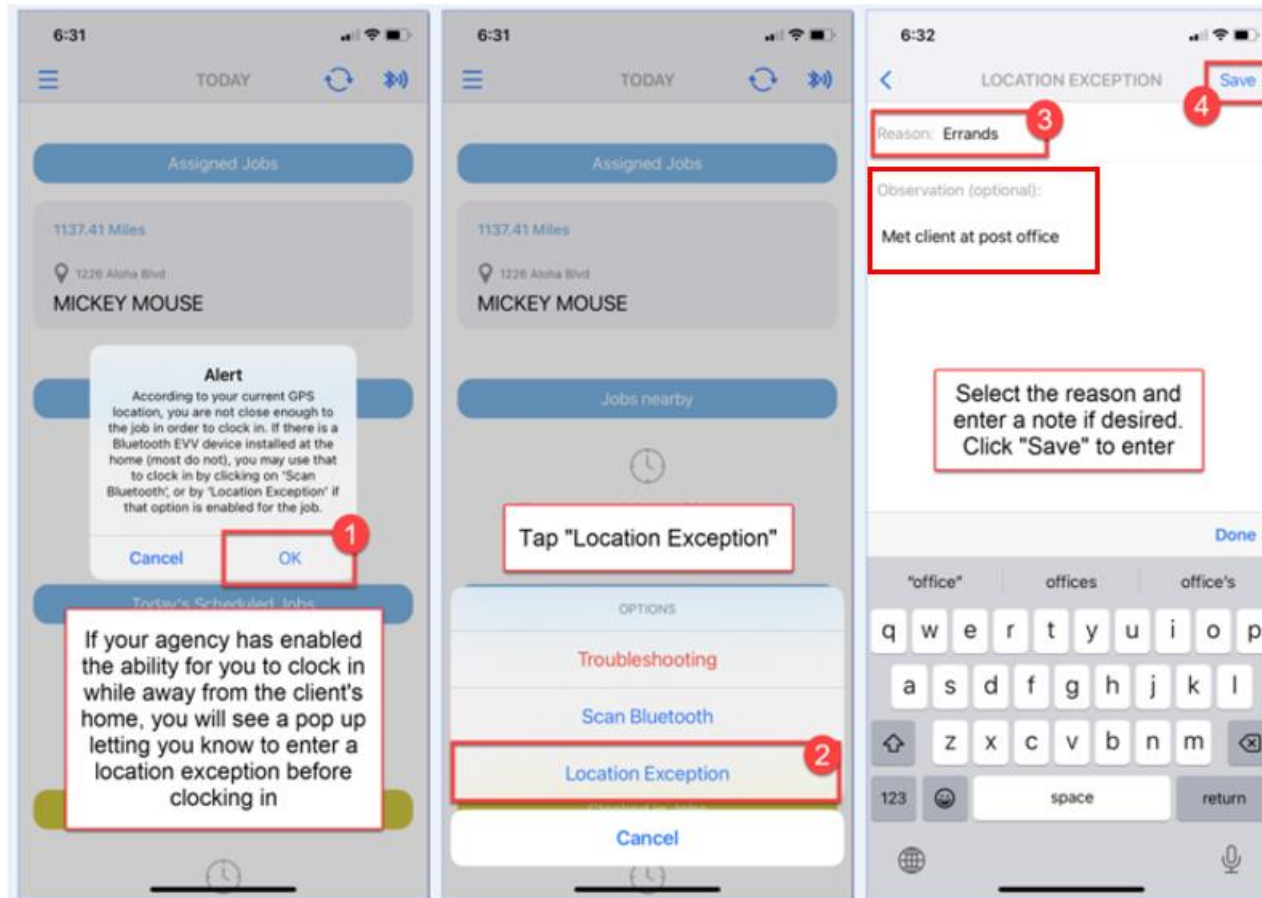 6:31
TODAY
Assigned Jobs
1137.41 Miles
1226 Aloha Blvd
MICKEY MOUSE
Alert
According to your current GPS
location, you are not close enough to
the job in order to clock in. If there is a
Bluetooth EVV device installed at the
home (most do not), you may use that
to clock in by clicking on 'Scan
Bluetooth', or by 'Location Exception' if
that option is enabled for the job.
Cancel
OK
1
Today's Scheduled Jobs
If your agency has enabled
the ability for you to clock in
while away from the client's
home, you will see a pop up
letting you know to enter a
location exception before
clocking in
6:31
TODAY
Assigned Jobs
1137.41 Miles
1226 Aloha Blvd
MICKEY MOUSE
Jobs nearby
Tap "Location Exception"
OPTIONS
Troubleshooting
Scan Bluetooth
Location Exception
2
Cancel
6:32
LOCATION EXCEPTION
Save
4
Reason: Errands
3
Observation (optional):
Met client at post office
Select the reason and
enter a note if desired.
Click "Save" to enter
Done
"office" offices office's
q w e r t y u i o p
a s d f g h j k l
z x c v b n m
123 space return